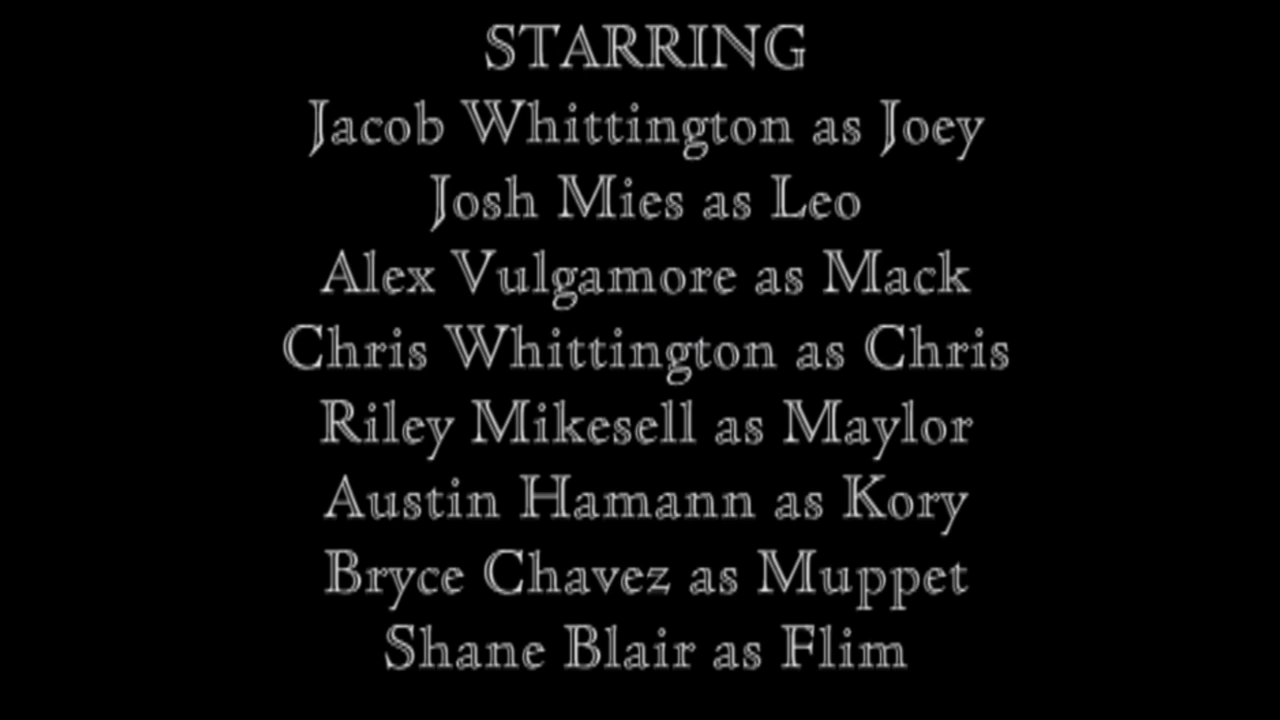 STARRING
Jacob Whittington as Joey
Josh Mies as Leo
Alex Vulgamore as Mack
Chris Whittington as Chris
Riley Mikesell as Maylor
Austin Hamann as Kory
Bryce Chavez as Muppet
Shane Blair as Flim